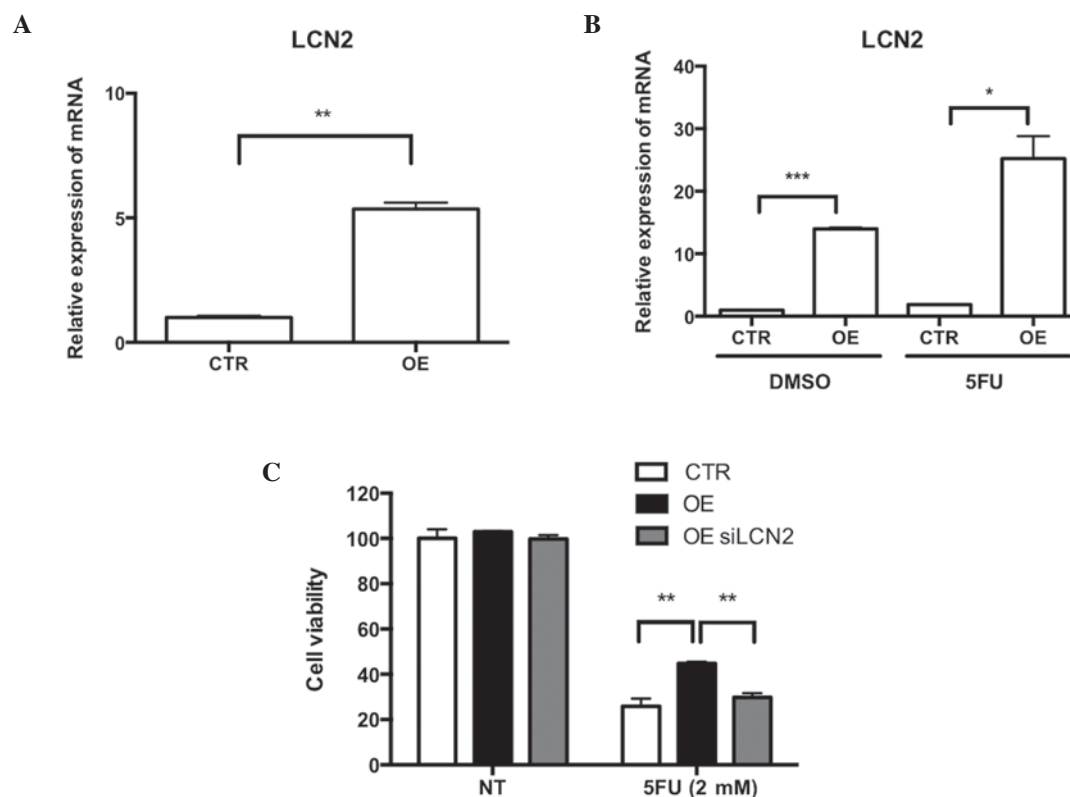 A
LCN2
Relative expression of mRNA
10
5
0
**
CTR
OE
B
LCN2
Relative expression of mRNA
40
30
20
10
0
***
*
CTR
OE
CTR
OE
DMSO
5FU
C
CTR
OE
OE siLCN2
Cell viability
120
100
80
60
40
20
0
**
**
NT
5FU (2 mM)